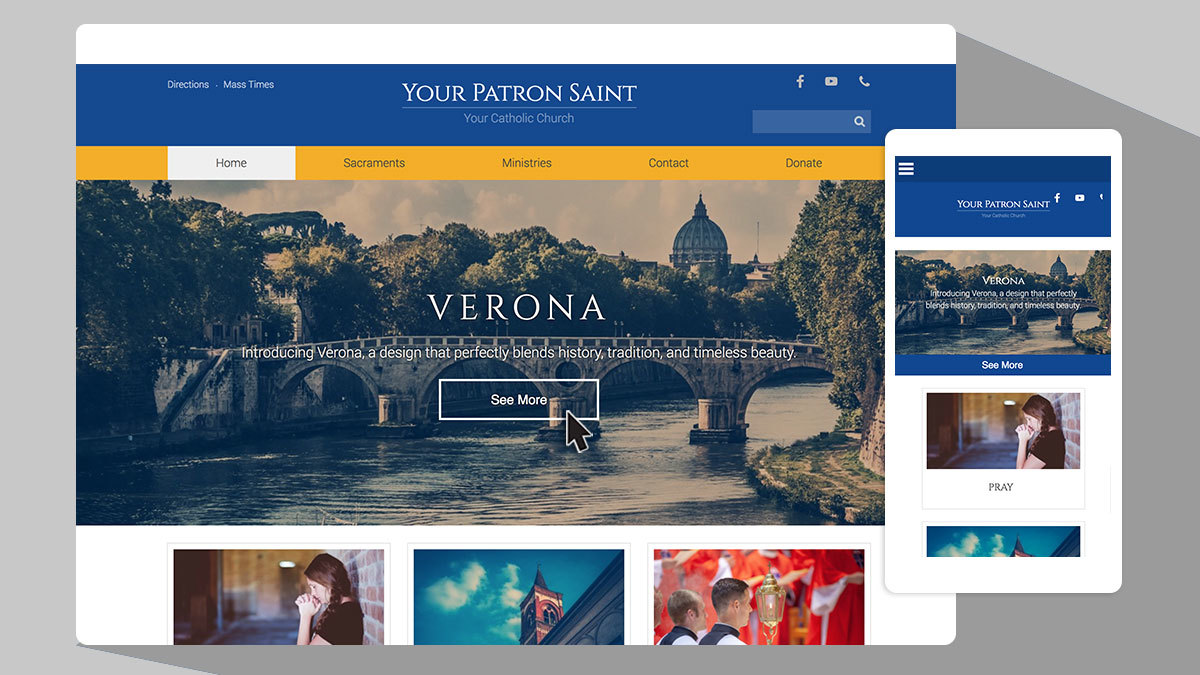 Directions · Mass Times
Your Patron Saint
Your Catholic Church
Home
Sacraments
Ministries
Contact
Donate
VERONA
Introducing Verona, a design that perfectly blends history, tradition, and timeless beauty.
See More
Your Patron Saint
Your Catholic Church
Verona
Introducing Verona, a design that perfectly
blends history, tradition, and timeless beauty.
See More
PRAY